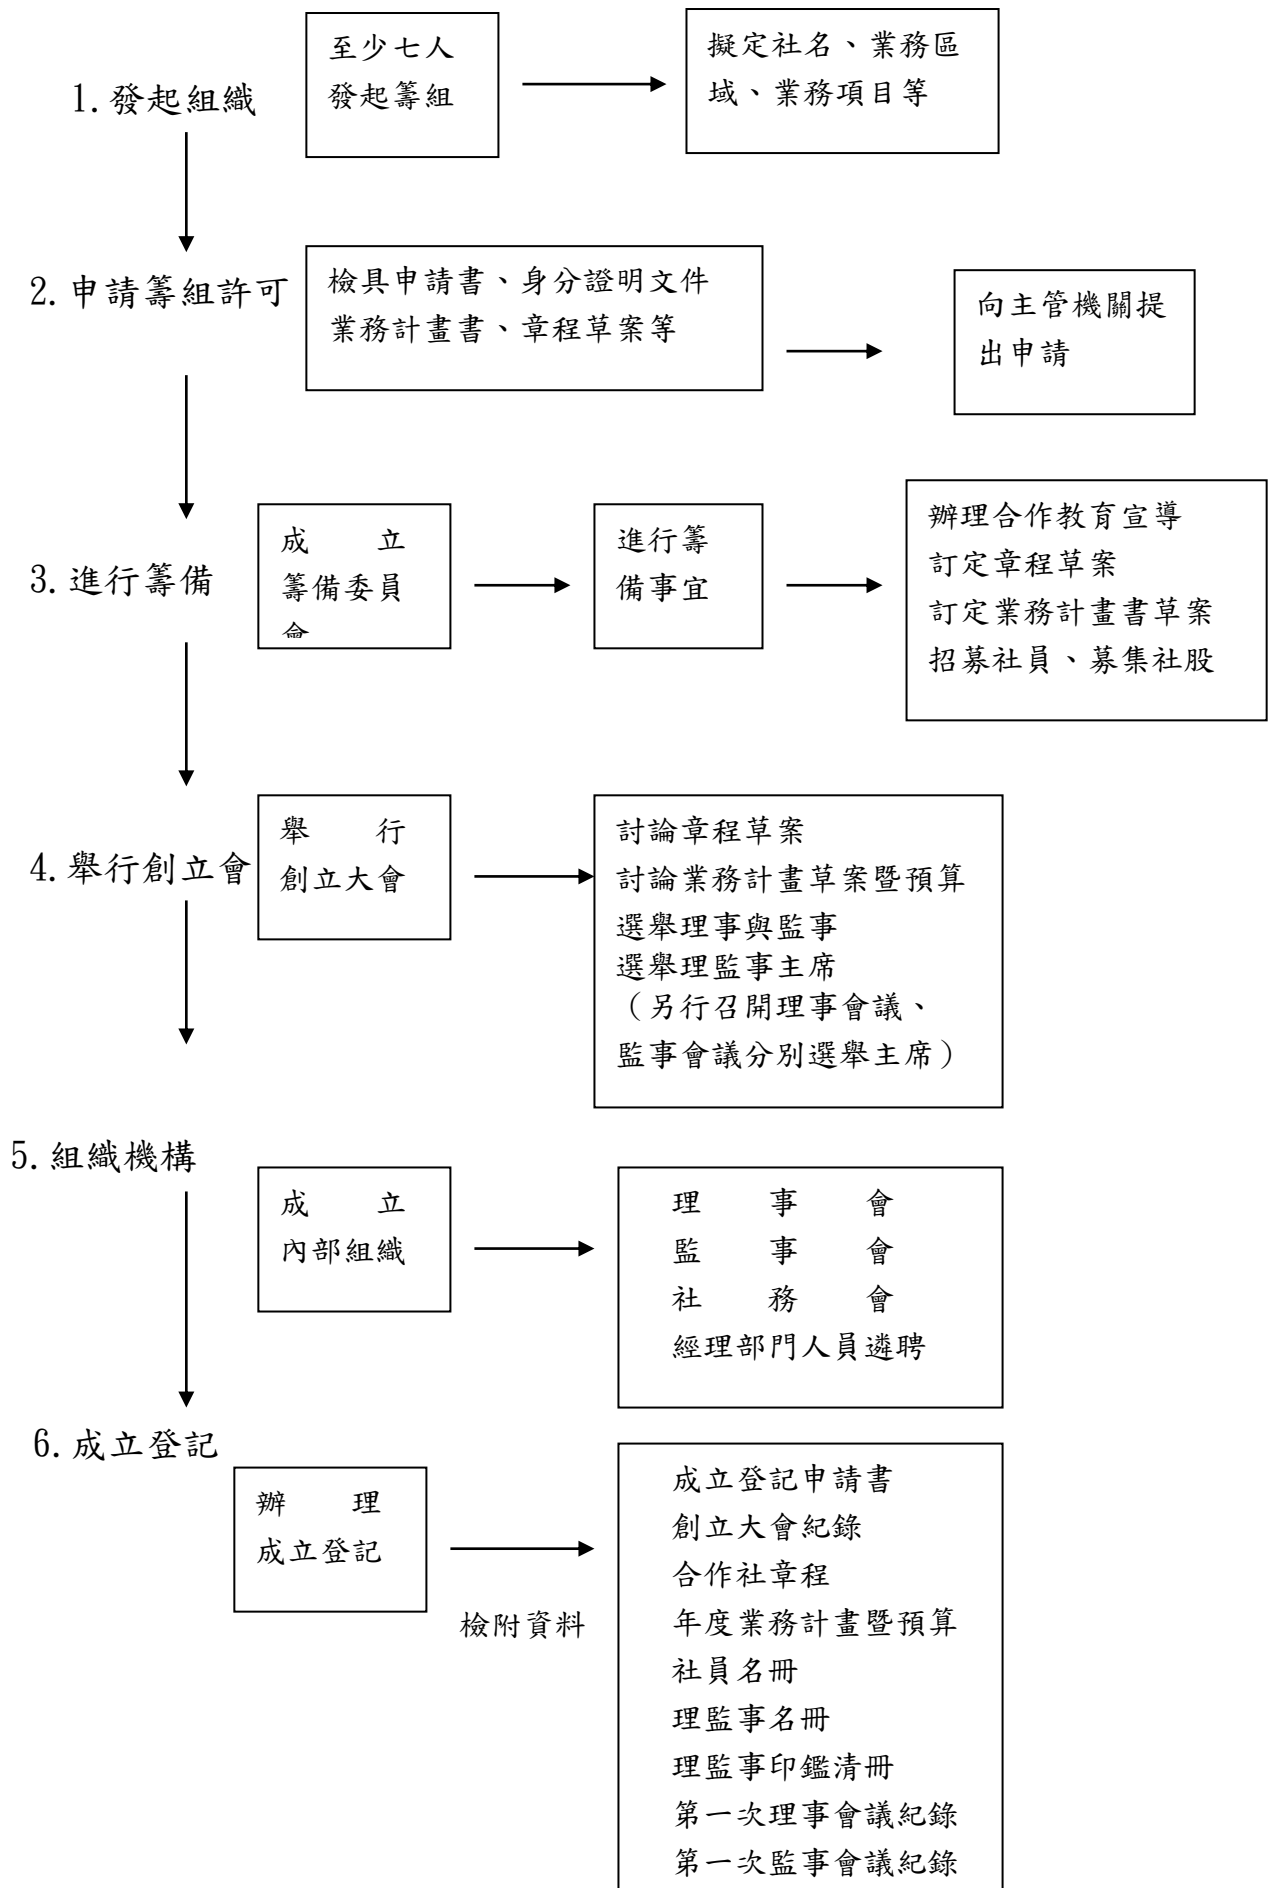 1.發起組織
至少七人
發起籌組
擬定社名、業務區
域、業務項目等
2.申請籌組許可
檢具申請書、身分證明文件
業務計畫書、章程草案等
向主管機關提
出申請
3.進行籌備
成 立
籌備委員
會
進行籌
備事宜
辦理合作教育宣導
訂定章程草案
訂定業務計畫書草案
招募社員、募集社股
4.舉行創立會
舉 行
創立大會
討論章程草案
討論業務計畫草案暨預算
選舉理事與監事
選舉理監事主席
（另行召開理事會議、
監事會議分別選舉主席）
5.組織機構
成 立
內部組織
理 事 會
監 事 會
社 務 會
經理部門人員遴聘
6.成立登記
辦 理
成立登記
檢附資料
成立登記申請書
創立大會紀錄
合作社章程
年度業務計畫暨預算
社員名冊
理監事名冊
理監事印鑑清冊
第一次理事會議紀錄
第一次監事會議紀錄